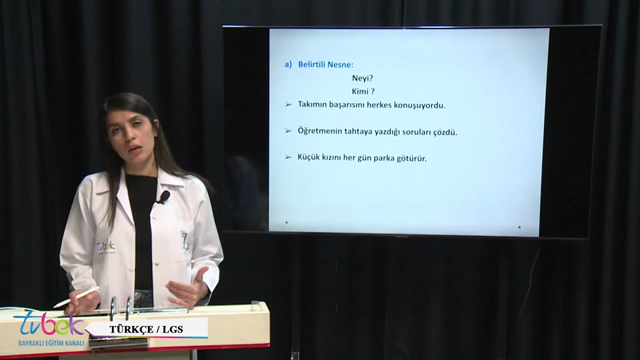 a) Belirtili Nesne:
Neyi?
Kimi ?
➢ Takımın başarısını herkes konuşuyordu.
➢ Öğretmenin tahtaya yazdığı soruları çözdü.
➢ Küçük kızını her gün parka götürür.
tvbek
tvbek
BAYRAKLI EĞİTİM KANALI
TÜRKÇE / LGS